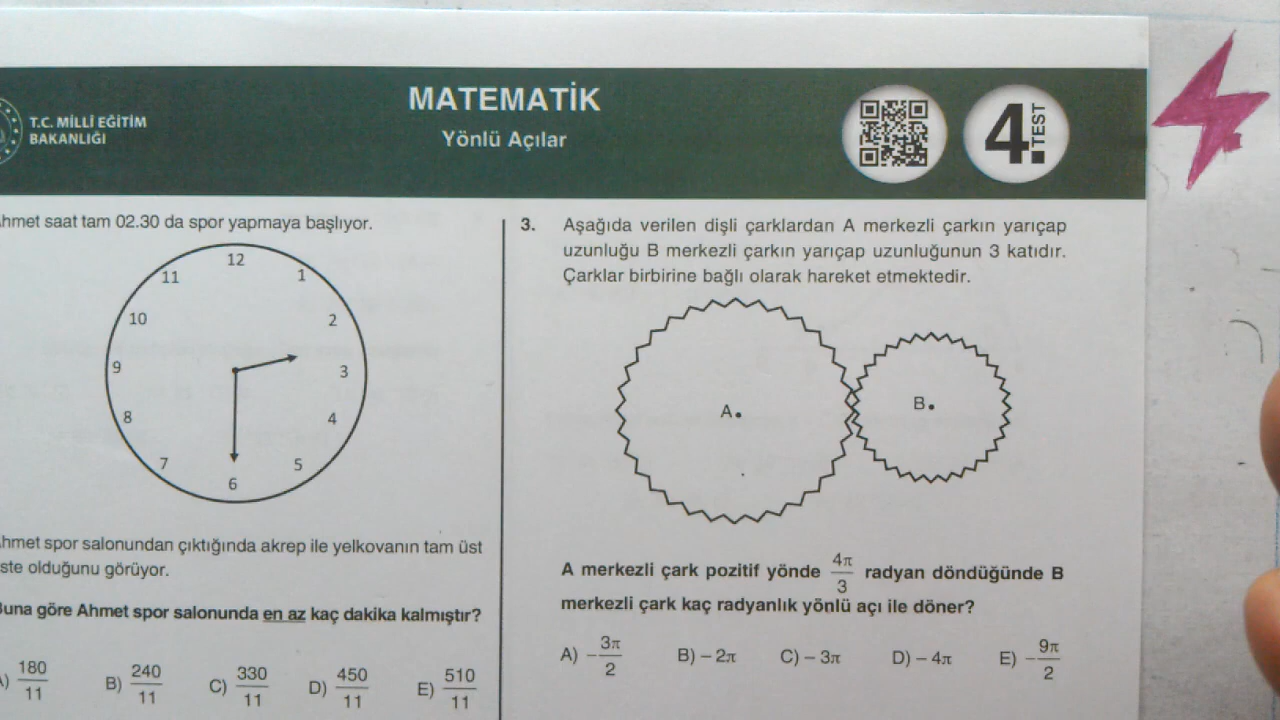 T.C. MİLLÎ EĞİTİM
BAKANLIĞI
MATEMATİK
Yönlü Açılar
4. TEST
hmet saat tam 02.30 da spor yapmaya başlıyor.
12
11
1
10
2
9
3
8
4
7
5
6
hmet spor salonundan çıktığında akrep ile yelkovanın tam üst
ste olduğunu görüyor.
Buna göre Ahmet spor salonunda en az kaç dakika kalmıştır?
) 180/11 B) 240/11 C) 330/11 D) 450/11 E) 510/11
3. Aşağıda verilen dişli çarklardan A merkezli çarkın yarıçap
uzunluğu B merkezli çarkın yarıçap uzunluğunun 3 katıdır.
Çarklar birbirine bağlı olarak hareket etmektedir.
A
B
A merkezli çark pozitif yönde 4π/3 radyan döndüğünde B
merkezli çark kaç radyanlık yönlü açı ile döner?
A) −3π/2 B) −2π C) −3π D) −4π E) −9π/2